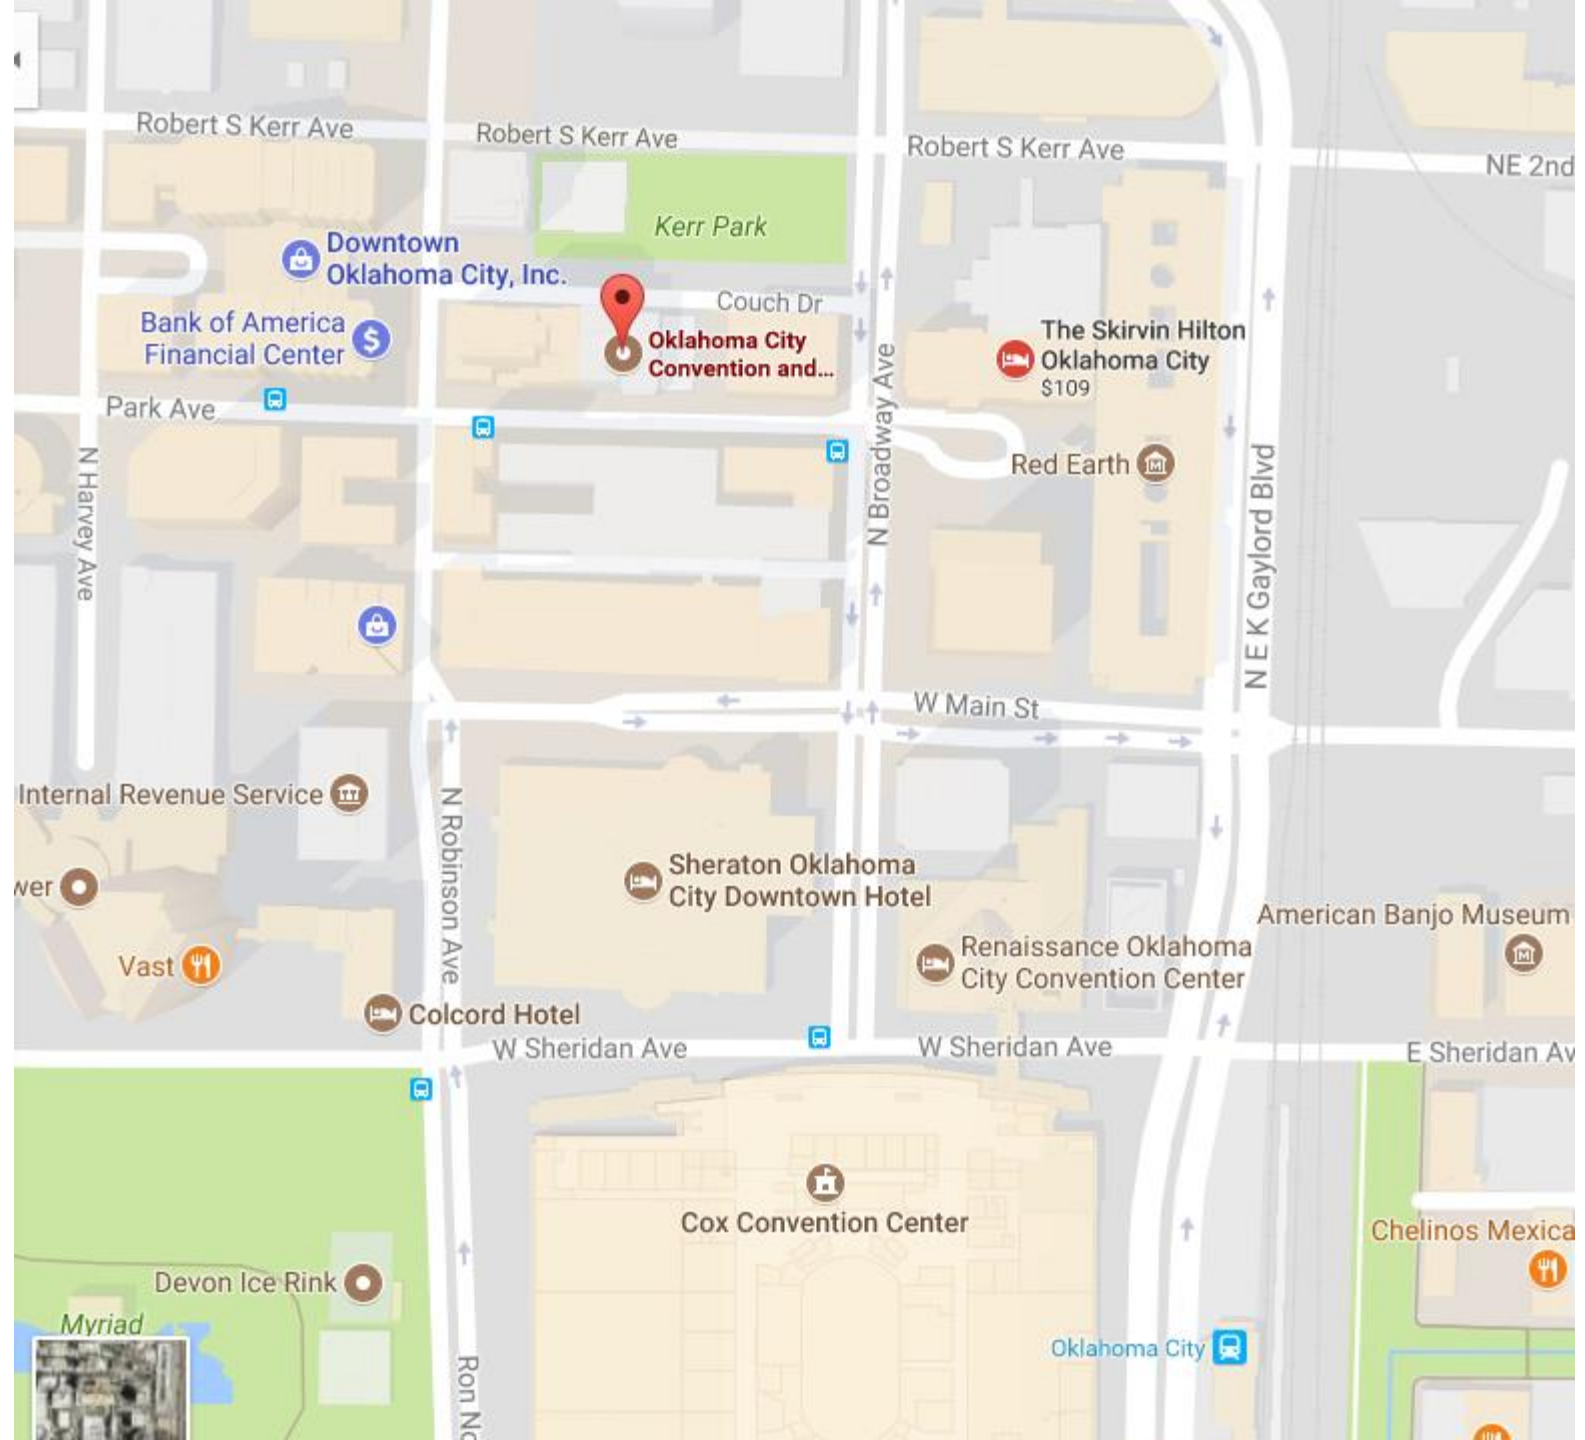 Robert S Kerr Ave
Robert S Kerr Ave
Robert S Kerr Ave
NE 2nd
Kerr Park
Downtown
Oklahoma City, Inc.
Couch Dr
Bank of America
Financial Center
$
Oklahoma City
Convention and...
The Skirvin Hilton
Oklahoma City
$109
Park Ave
N Broadway Ave
Red Earth
M
N Harvey Ave
N E K Gaylord Blvd
W Main St
Internal Revenue Service
N Robinson Ave
Sheraton Oklahoma
City Downtown Hotel
wer
American Banjo Museum
M
Vast
Renaissance Oklahoma
City Convention Center
Colcord Hotel
W Sheridan Ave
W Sheridan Ave
E Sheridan Av
Cox Convention Center
Chelinos Mexica
Devon Ice Rink
Myriad
Oklahoma City
Ron No